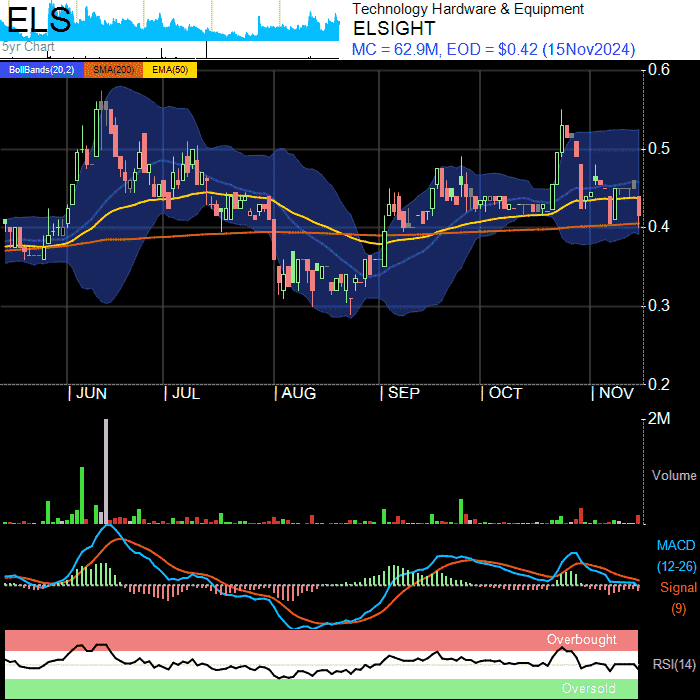 ELS
5yr Chart
Technology Hardware & Equipment
ELSIGHT
MC = 62.9M, EOD = $0.42 (15Nov2024)
BollBands(20,2) SMA(200) EMA(50)
0.6
0.5
0.4
0.3
0.2
| JUN | JUL | AUG | SEP | OCT | NOV
2M
Volume
MACD
(12-26)
Signal
(9)
Overbought
RSI(14)
Oversold